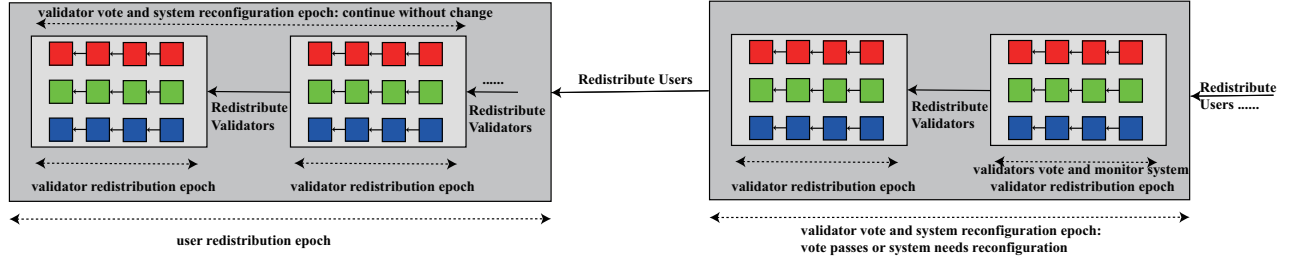 validator vote and system reconfiguration epoch: continue without change
......
Redistribute
Validators
Redistribute
Validators
validator redistribution epoch
validator redistribution epoch
user redistribution epoch
Redistribute Users
Redistribute
Validators
validators vote and monitor system
validator redistribution epoch
validator redistribution epoch
validator vote and system reconfiguration epoch:
vote passes or system needs reconfiguration
Redistribute
Users ......